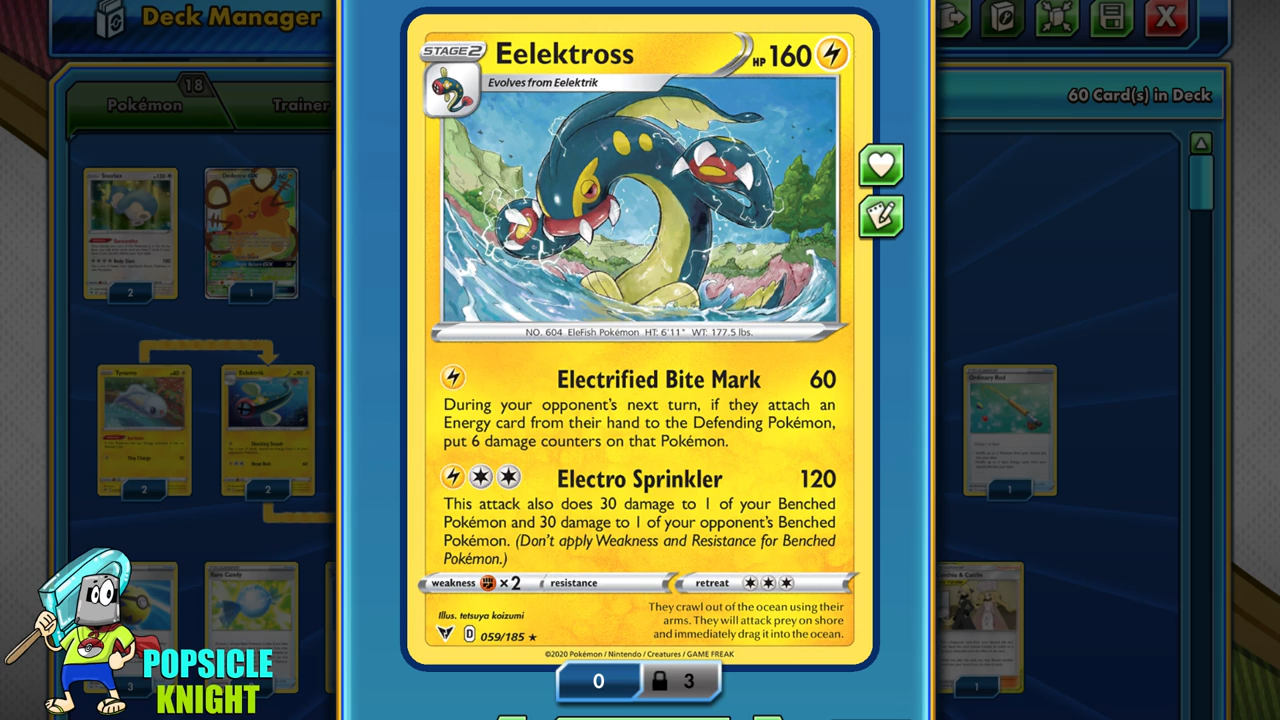 Deck Manager
Pokémon
18
Trainer
60 Card(s) in Deck
STAGE 2
Eelektross
HP 160
Evolves from Eelektrik
NO. 604 EleFish Pokémon HT: 6'11" WT: 177.5 lbs.
Electrified Bite Mark 60
During your opponent's next turn, if they attach an
Energy card from their hand to the Defending Pokémon,
put 6 damage counters on that Pokémon.
Electro Sprinkler 120
This attack also does 30 damage to 1 of your Benched
Pokémon and 30 damage to 1 of your opponent's Benched
Pokémon. (Don't apply Weakness and Resistance for Benched
Pokémon.)
weakness ×2 resistance retreat
Illus. tetsuya koizumi
D 059/185 ★
They crawl out of the ocean using their
arms. They will attack prey on shore
and immediately drag it into the ocean.
©2020 Pokémon / Nintendo / Creatures / GAME FREAK
0
3
Snorlax
2
1
Tynamo
2
Eelektrik
2
Ordinary Rod
1
3
Rare Candy
1
X
POPSICLE
KNIGHT